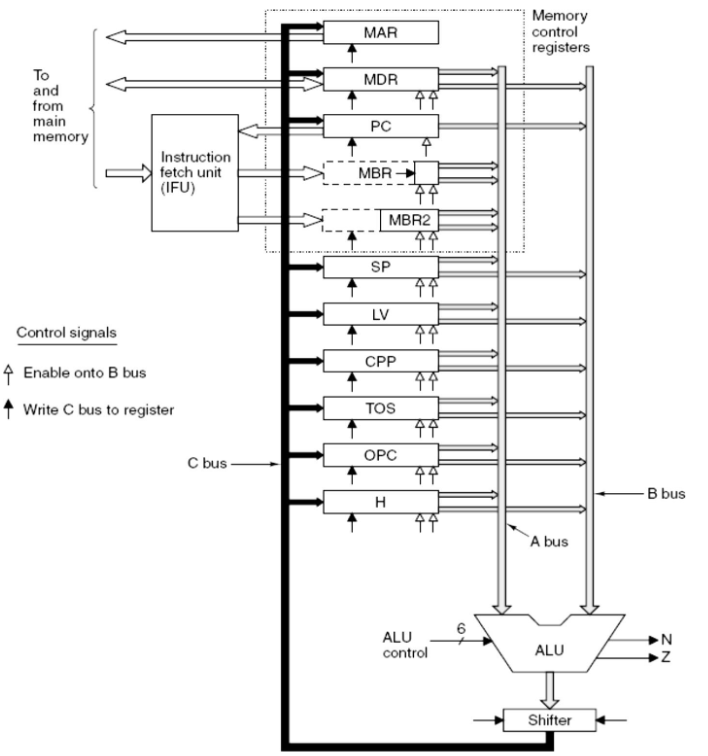 Memory
control
registers
MAR
To
and
from
main
memory
MDR
PC
Instruction
fetch unit
(IFU)
MBR
MBR2
SP
LV
Control signals
Enable onto B bus
CPP
Write C bus to register
TOS
C bus
OPC
H
B bus
A bus
ALU
control
6
ALU
N
Z
Shifter